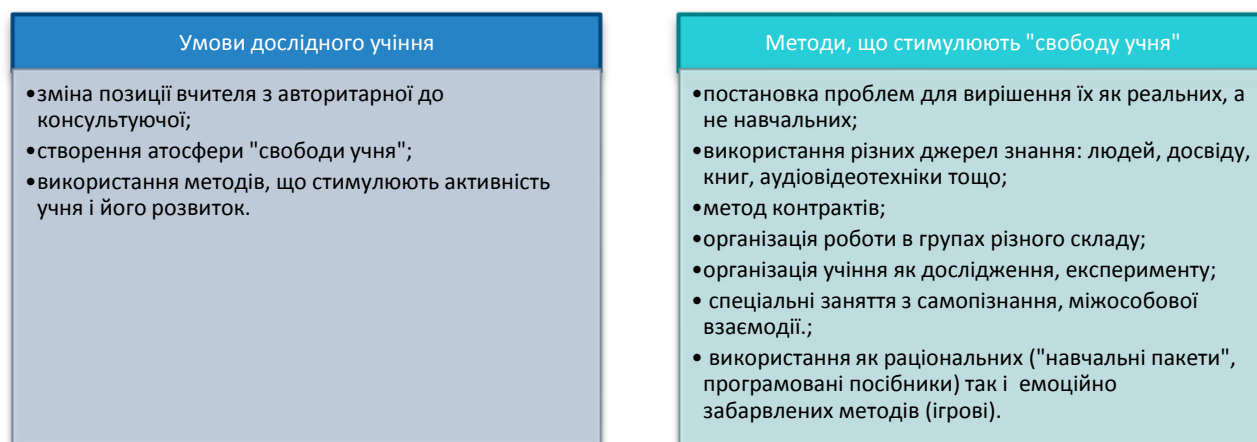 Умови дослідного учіння
•зміна позиції вчителя з авторитарної до
консультуючої;
•створення атосфери "свободи учня";
•використання методів, що стимулюють активність
учня і його розвиток.
Методи, що стимулюють "свободу учня"
•постановка проблем для вирішення їх як реальних, а
не навчальних;
•використання різних джерел знання: людей, досвіду,
книг, аудіовідеотехніки тощо;
•метод контрактів;
•організація роботи в групах різного складу;
•організація учіння як дослідження, експерименту;
• спеціальні заняття з самопізнання, міжособової
взаємодії.;
• використання як раціональних ("навчальні пакети",
програмовані посібники) так і емоційно
забарвлених методів (ігрові).